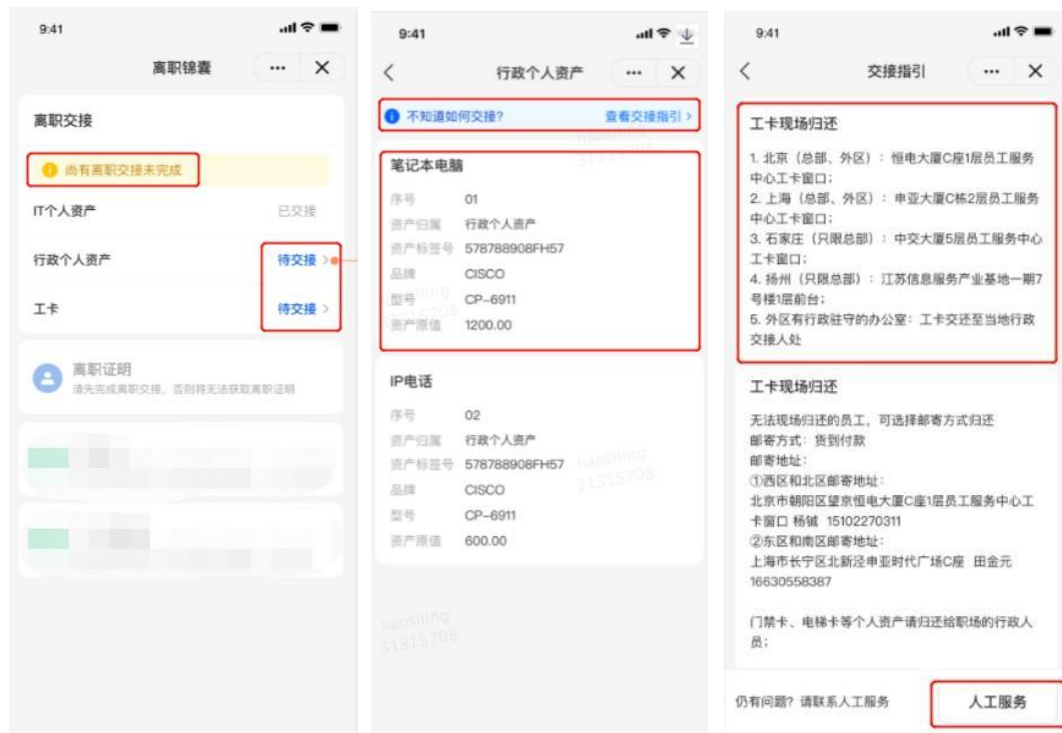 9:41
离职锦囊
离职交接
尚有离职交接未完成
IT个人资产 已交接
行政个人资产 待交接 >
工卡 待交接 >
离职证明
请先完成离职交接，否则将无法获取离职证明
9:41
行政个人资产
不知道如何交接? 查看交接指引 >
笔记本电脑
序号 01
资产归属 行政个人资产
资产标签号 578788908FH57
品牌 CISCO
型号 CP-6911
资产原值 1200.00
IP电话
序号 02
资产归属 行政个人资产
资产标签号 578788908FH57
品牌 CISCO
型号 CP-6911
资产原值 600.00
liaosiling
31315708
liaosiling
31315708
9:41
交接指引
工卡现场归还
1. 北京（总部、外区）：恒电大厦C座1层员工服务
中心工卡窗口；
2. 上海（总部、外区）：申亚大厦C栋2层员工服务
中心工卡窗口；
3. 石家庄（只限总部）：中交大厦5层员工服务中心
工卡窗口；
4. 扬州（只限总部）：江苏信息服务产业基地一期7
号楼1层前台；
5. 外区有行政驻守的办公室：工卡交还至当地行政
交接人处
工卡现场归还
无法现场归还的员工，可选择邮寄方式归还
邮寄方式：货到付款
邮寄地址：
①西区和北区邮寄地址：
北京市朝阳区望京恒电大厦C座1层员工服务中心工
卡窗口 杨铖 15102270311
②东区和南区邮寄地址：
上海市长宁区北新泾申亚时代广场C座 田金元
16630558387
门禁卡、电梯卡等个人资产请归还给职场的行政人
员；
仍有问题? 请联系人工服务
人工服务